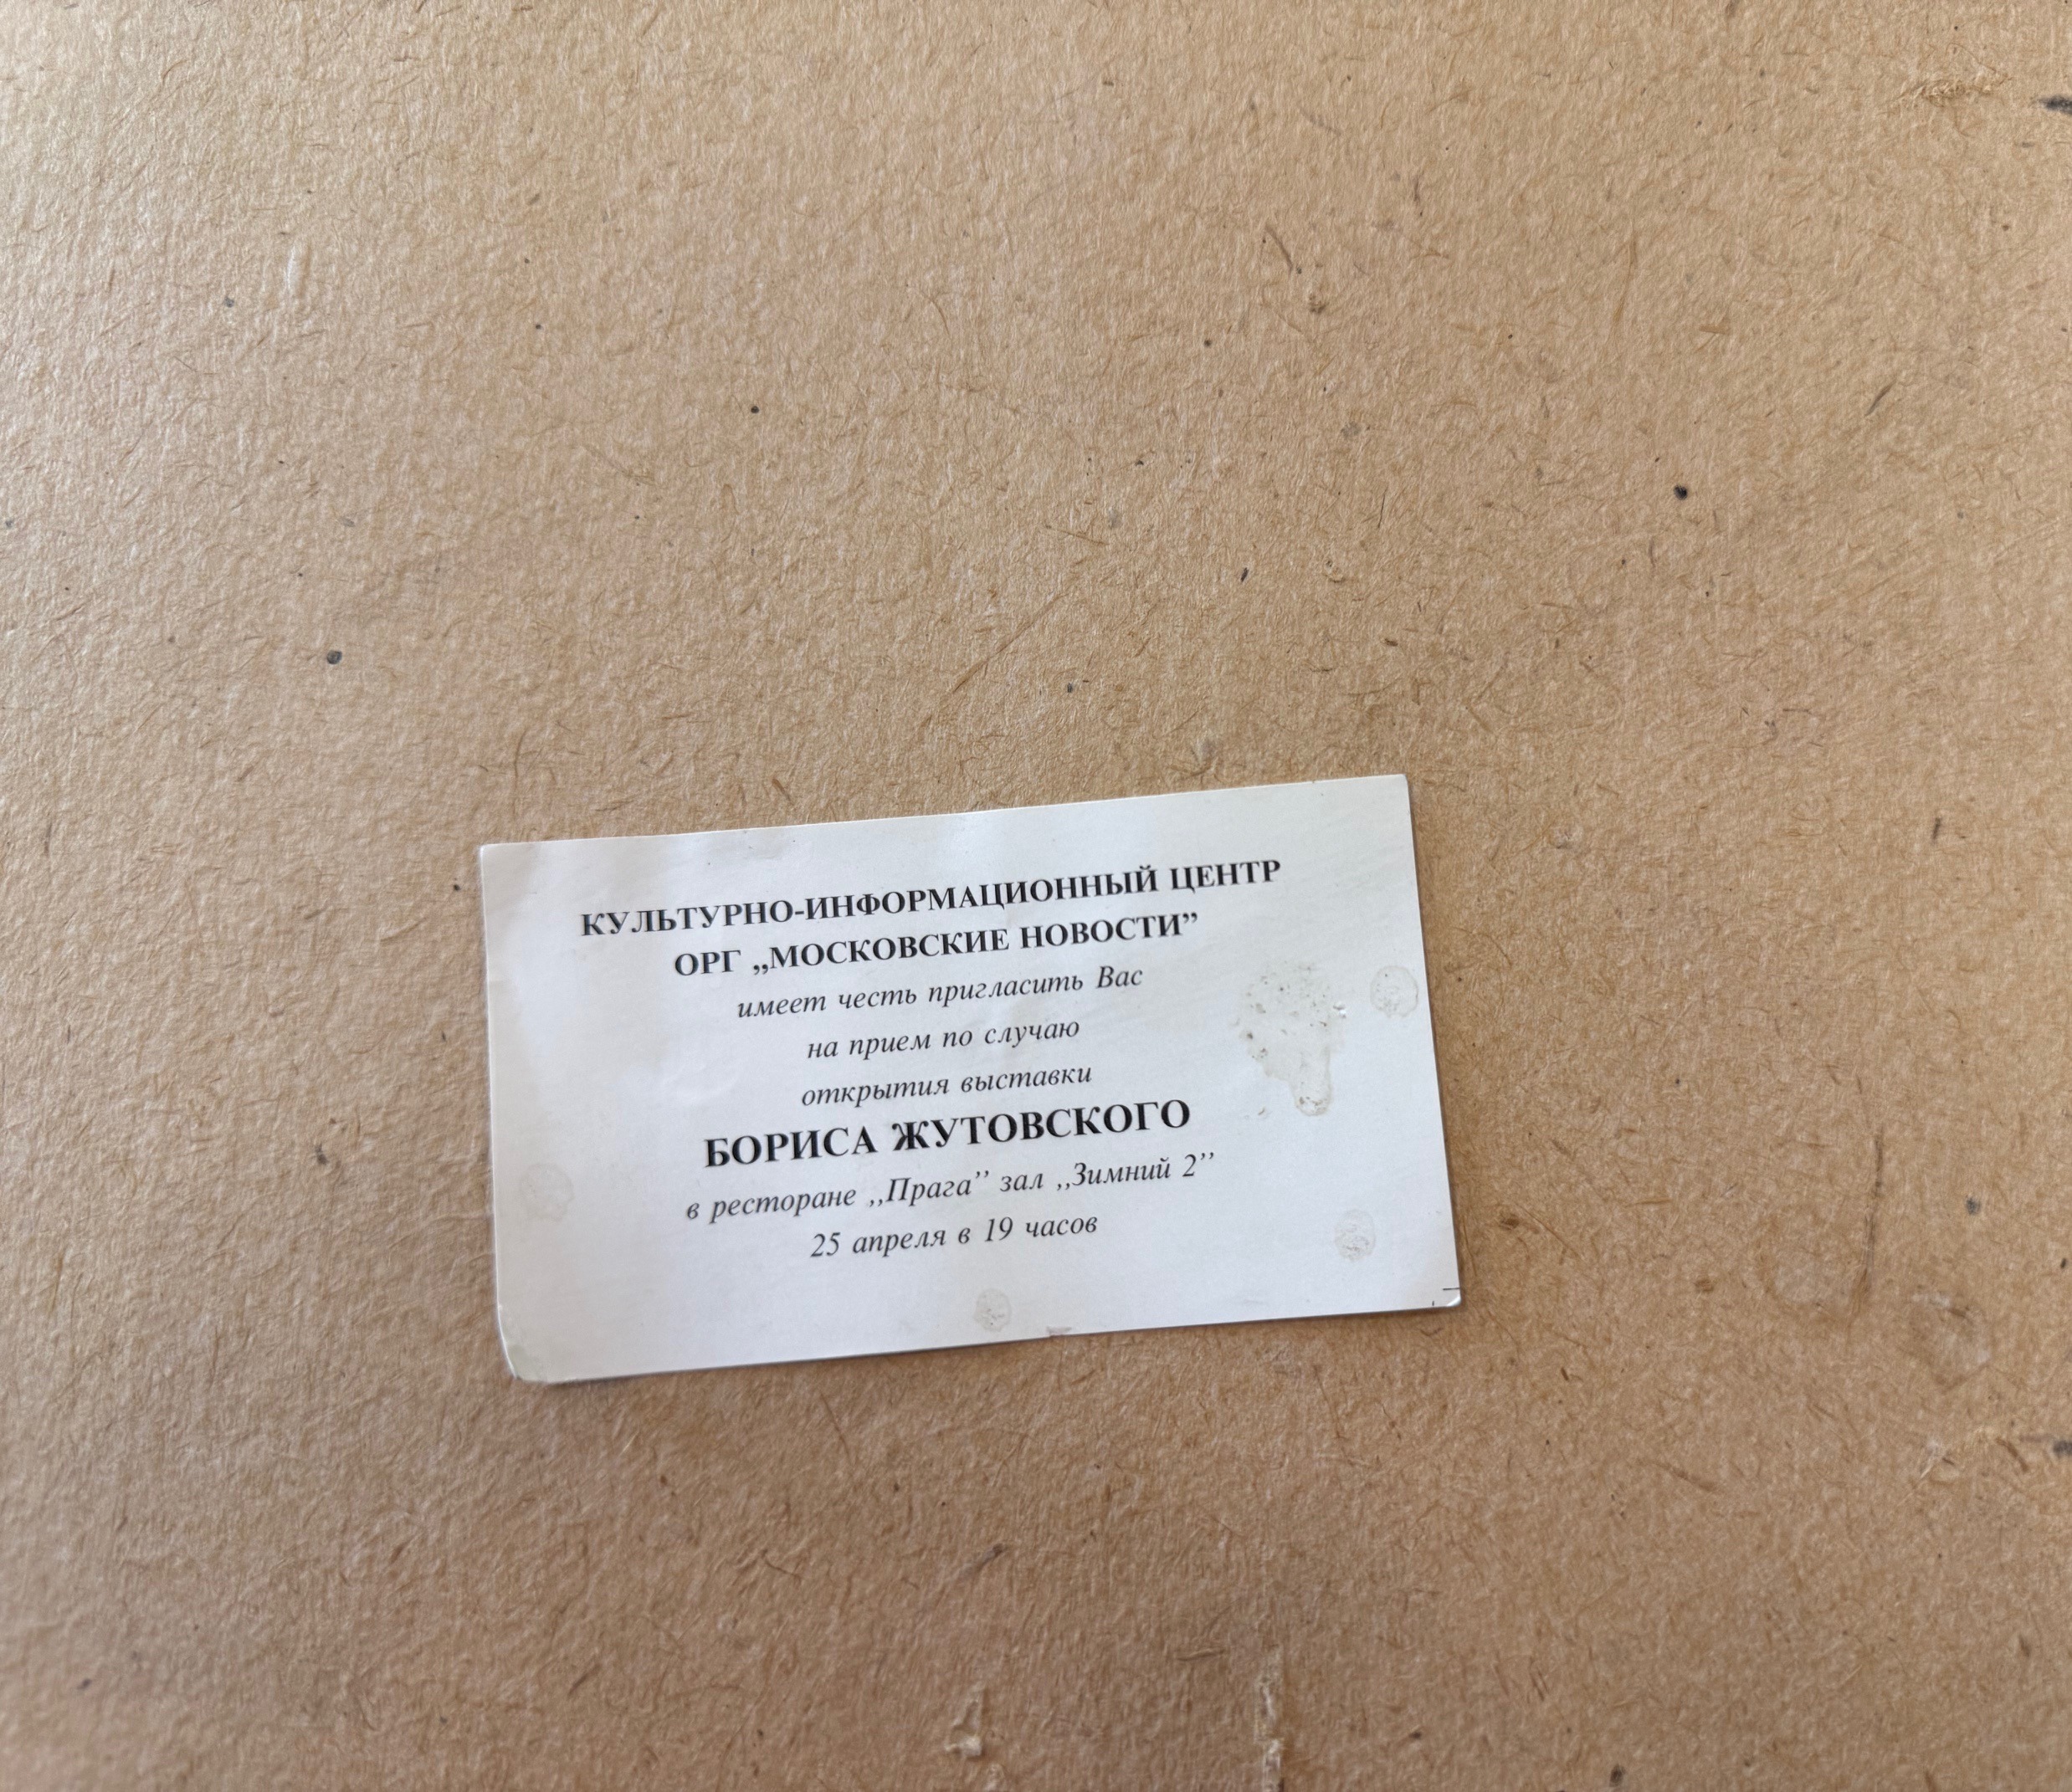 КУЛЬТУРНО-ИНФОРМАЦИОННЫЙ ЦЕНТР
ОРГ „МОСКОВСКИЕ НОВОСТИ”
имеет честь пригласить Вас
на прием по случаю
открытия выставки
БОРИСА ЖУТОВСКОГО
в ресторане ,,Прага’’ зал ,,Зимний 2’’
25 апреля в 19 часов